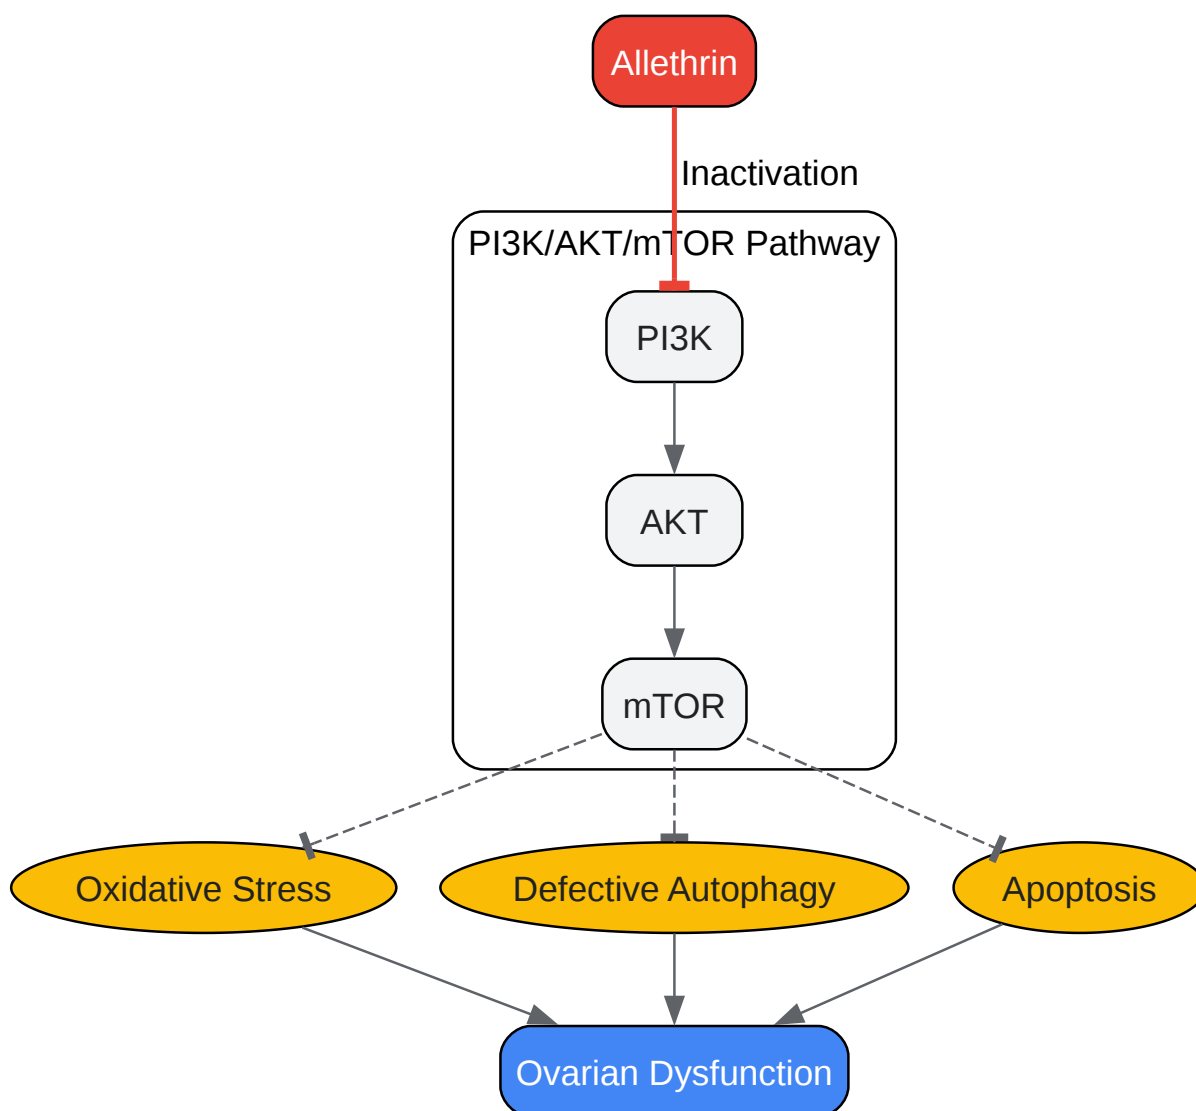 Allethrin
Inactivation
PI3K/AKT/mTOR Pathway
PI3K
AKT
mTOR
Oxidative Stress
Defective Autophagy
Apoptosis
Ovarian Dysfunction